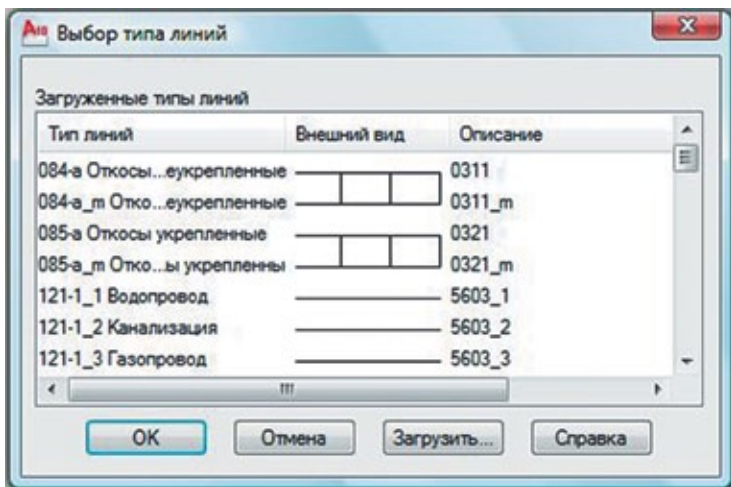 Выбор типа линий
Загруженные типы линий
Тип линий Внешний вид Описание
084-а Откосы...еукрепленные 0311
084-а_m Отко...еукрепленные 0311_m
085-а Откосы укрепленные 0321
085-а_m Отко...ы укрепленны 0321_m
121-1_1 Водопровод 5603_1
121-1_2 Канализация 5603_2
121-1_3 Газопровод 5603_3
ОК Отмена Загрузить... Справка